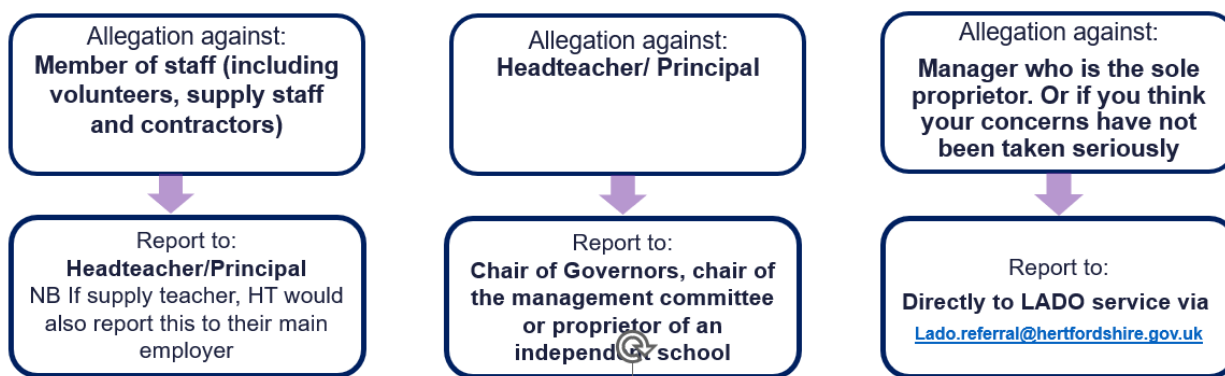 Allegation against:
Member of staff (including
volunteers, supply staff
and contractors)
Report to:
Headteacher/Principal
NB If supply teacher, HT would
also report this to their main
employer
Allegation against:
Headteacher/ Principal
Report to:
Chair of Governors, chair of
the management committee
or proprietor of an
independent school
Allegation against:
Manager who is the sole
proprietor. Or if you think
your concerns have not
been taken seriously
Report to:
Directly to LADO service via
Lado.referral@hertfordshire.gov.uk